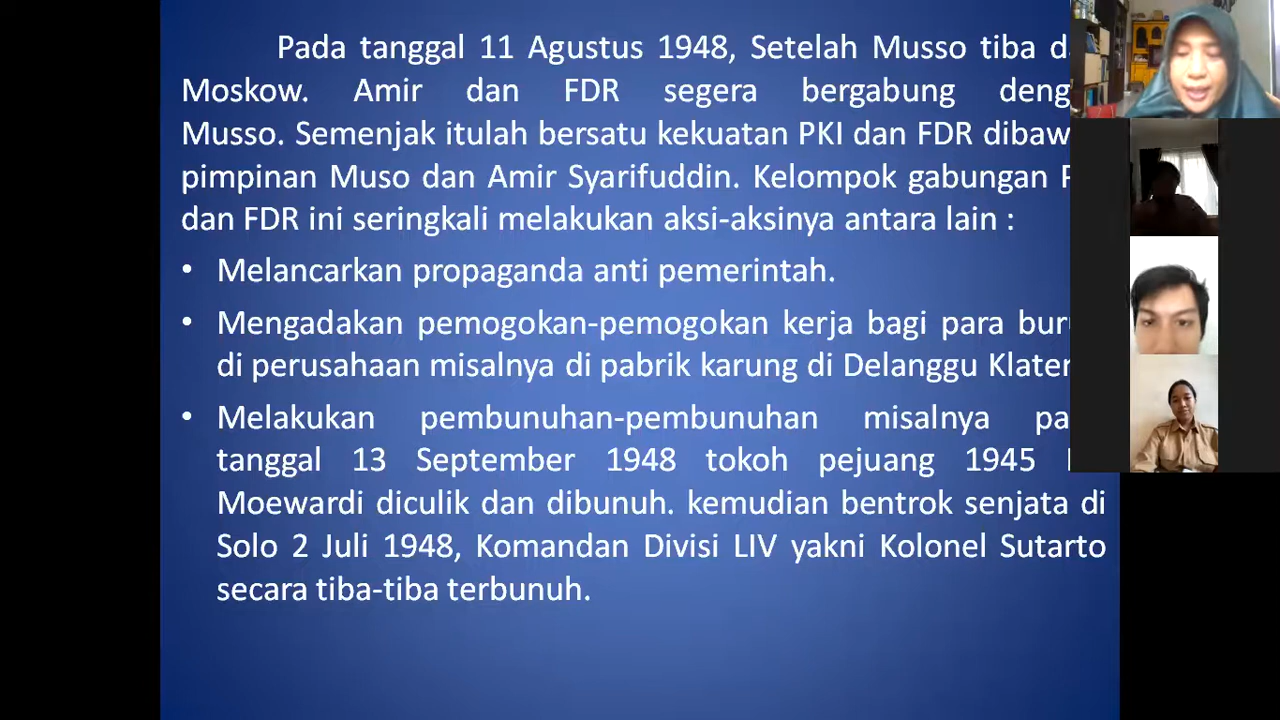 Pada tanggal 11 Agustus 1948, Setelah Musso tiba
Moskow. Amir dan FDR segera bergabung
Musso. Semenjak itulah bersatu kekuatan PKI dan FDR
pimpinan Muso dan Amir Syarifuddin. Kelompok gabungan
dan FDR ini seringkali melakukan aksi-aksinya antara lain :
• Melancarkan propaganda anti pemerintah.
• Mengadakan pemogokan-pemogokan kerja bagi para
di perusahaan misalnya di pabrik karung di Delanggu Klaten
• Melakukan pembunuhan-pembunuhan misalnya
tanggal 13 September 1948 tokoh pejuang 1945
Moewardi diculik dan dibunuh. kemudian bentrok senjata di
Solo 2 Juli 1948, Komandan Divisi LIV yakni Kolonel Sutarto
secara tiba-tiba terbunuh.